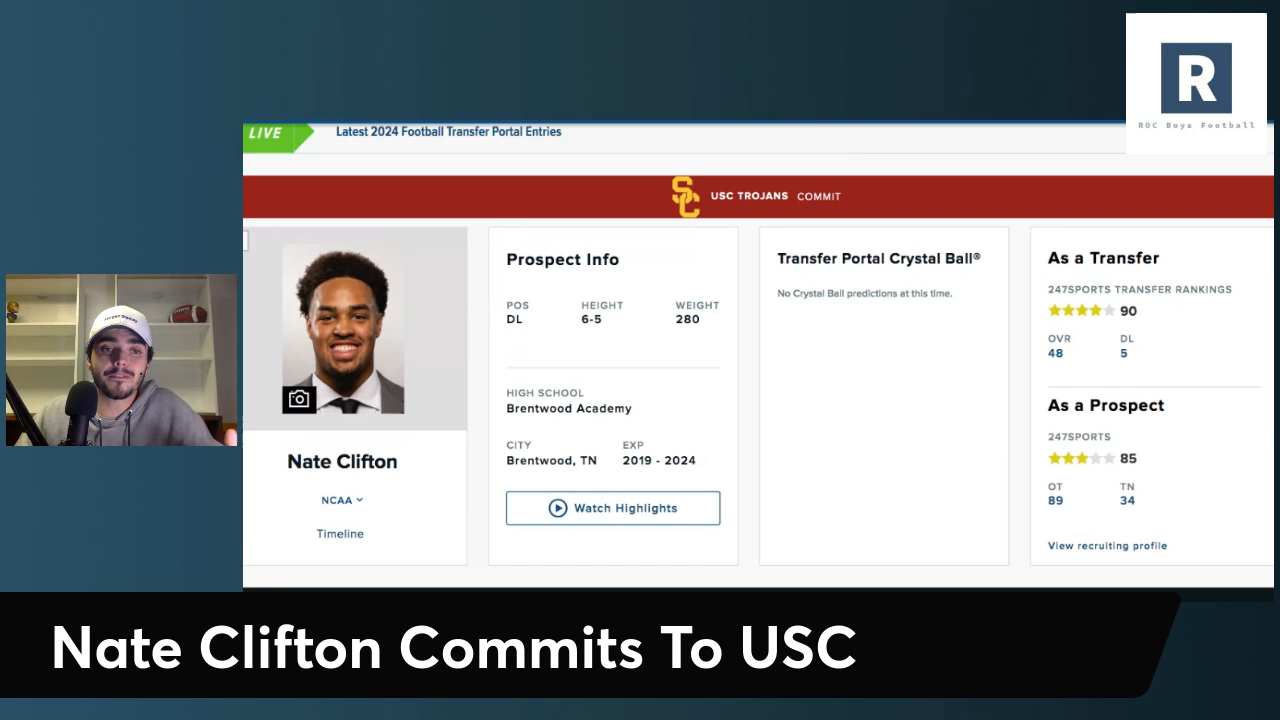 R
ROC Boys Football
LIVE
Latest 2024 Football Transfer Portal Entries
SC
USC TROJANS COMMIT
Nate Clifton
NCAA
Timeline
Prospect Info
POS HEIGHT WEIGHT
DL 6-5 280
HIGH SCHOOL
Brentwood Academy
CITY EXP
Brentwood, TN 2019 - 2024
Watch Highlights
Transfer Portal Crystal Ball®
No Crystal Ball predictions at this time.
As a Transfer
247SPORTS TRANSFER RANKINGS
90
OVR DL
48 5
As a Prospect
247SPORTS
85
OT TN
89 34
View recruiting profile
Nate Clifton Commits To USC